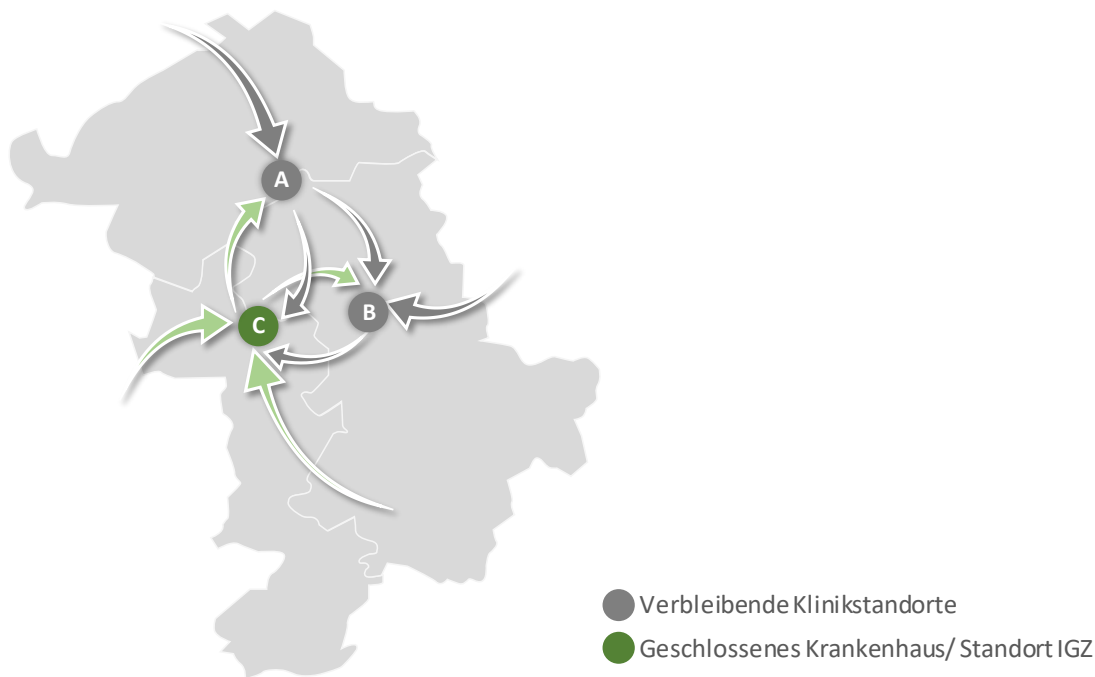 A
B
C
Verbleibende Klinikstandorte
Geschlossenes Krankenhaus/ Standort IGZ